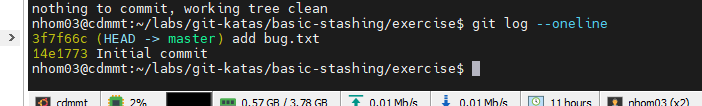 nothing to commit, working tree clean
nhom03@cdmmt:~/labs/git-katas/basic-stashing/exercise$ git log --oneline
3f7f66c (HEAD -> master) add bug.txt
14e1773 Initial commit
nhom03@cdmmt:~/labs/git-katas/basic-stashing/exercise$
cdmmt 2% 0.57 GB / 3.78 GB 0.01 Mb/s 0.01 Mb/s 11 hours nhom03 (x2)